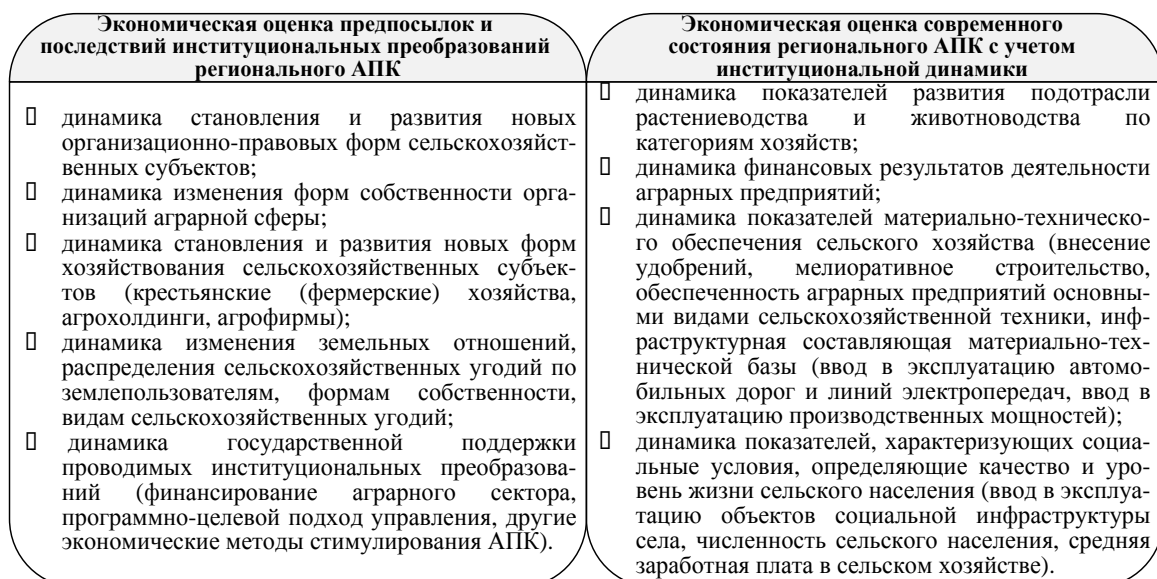 Экономическая оценка предпосылок и
последствий институциональных преобразований
регионального АПК
динамика становления и развития новых
организационно-правовых форм сельскохозяйст-
венных субъектов;
динамика изменения форм собственности орга-
низаций аграрной сферы;
динамика становления и развития новых форм
хозяйствования сельскохозяйственных субъек-
тов (крестьянские (фермерские) хозяйства,
агрохолдинги, агрофирмы);
динамика изменения земельных отношений,
распределения сельскохозяйственных угодий по
землепользователям, формам собственности,
видам сельскохозяйственных угодий;
динамика государственной поддержки
проводимых институциональных преобразова-
ний (финансирование аграрного сектора,
программно-целевой подход управления, другие
экономические методы стимулирования АПК).
Экономическая оценка современного
состояния регионального АПК с учетом
институциональной динамики
динамика показателей развития подотрасли
растениеводства и животноводства по
категориям хозяйств;
динамика финансовых результатов деятельности
аграрных предприятий;
динамика показателей материально-техническо-
го обеспечения сельского хозяйства (внесение
удобрений, мелиоративное строительство,
обеспеченность аграрных предприятий основны-
ми видами сельскохозяйственной техники, инф-
раструктурная составляющая материально-тех-
нической базы (ввод в эксплуатацию автомо-
бильных дорог и линий электропередач, ввод в
эксплуатацию производственных мощностей);
динамика показателей, характеризующих социа-
льные условия, определяющие качество и уро-
вень жизни сельского населения (ввод в эксплуа-
тацию объектов социальной инфраструктуры
села, численность сельского населения, средняя
заработная плата в сельском хозяйстве).